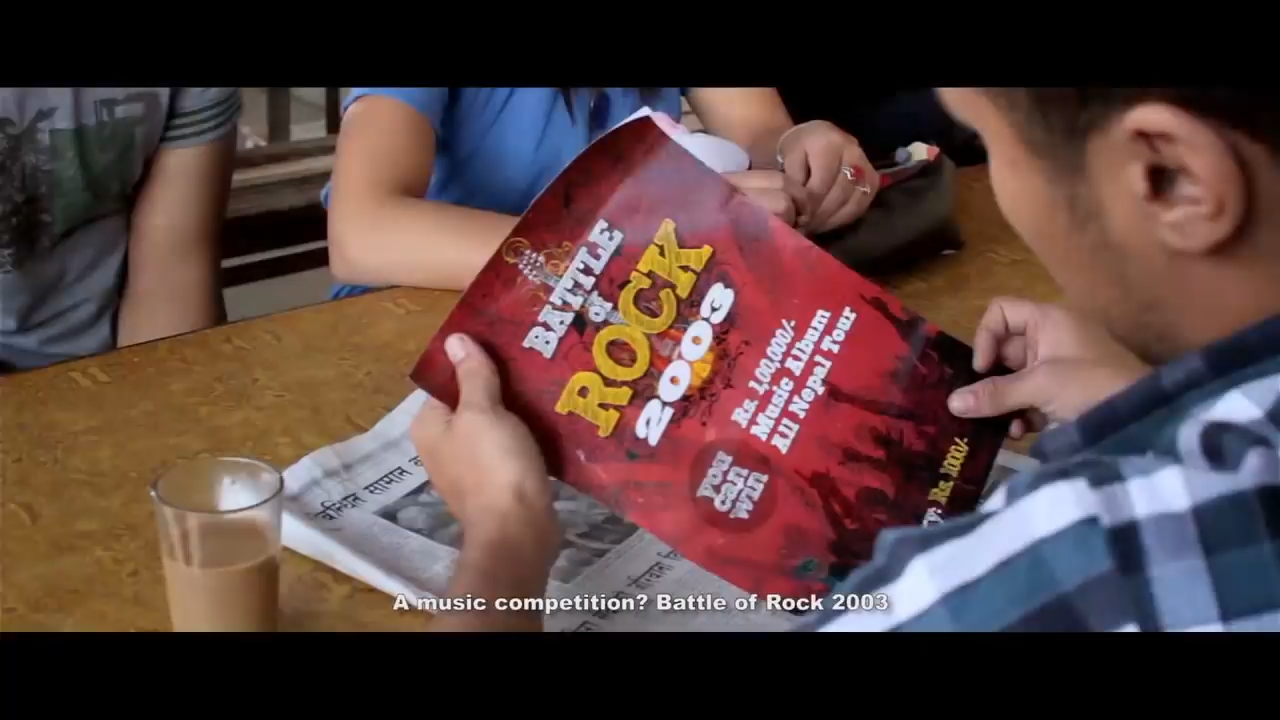 BATTLE
of
ROCK
2003
Rs. 1,00,000/-
Music Album
All Nepal Tour
you
can
win
Rs. 1000/-
सामान
A music competition? Battle of Rock 2003